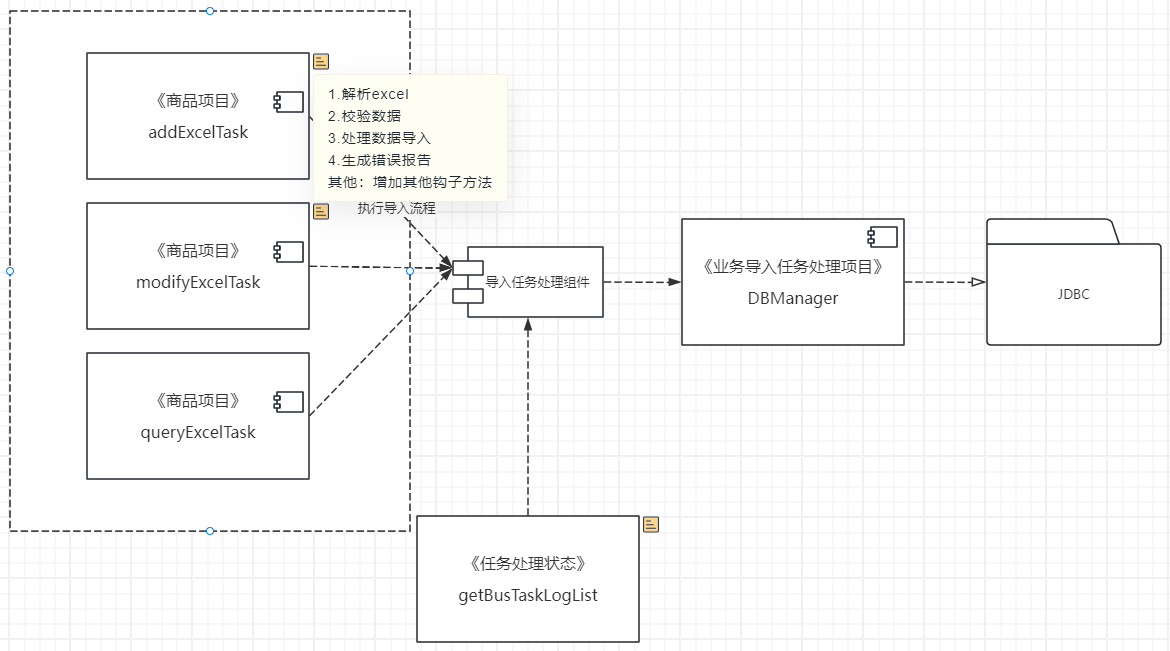 《商品项目》
addExcelTask
1.解析excel
2.校验数据
3.处理数据导入
4.生成错误报告
其他：增加其他钩子方法
执行导入流程
《商品项目》
modifyExcelTask
《商品项目》
queryExcelTask
导入任务处理组件
《业务导入任务处理项目》
DBManager
JDBC
《任务处理状态》
getBusTaskLogList